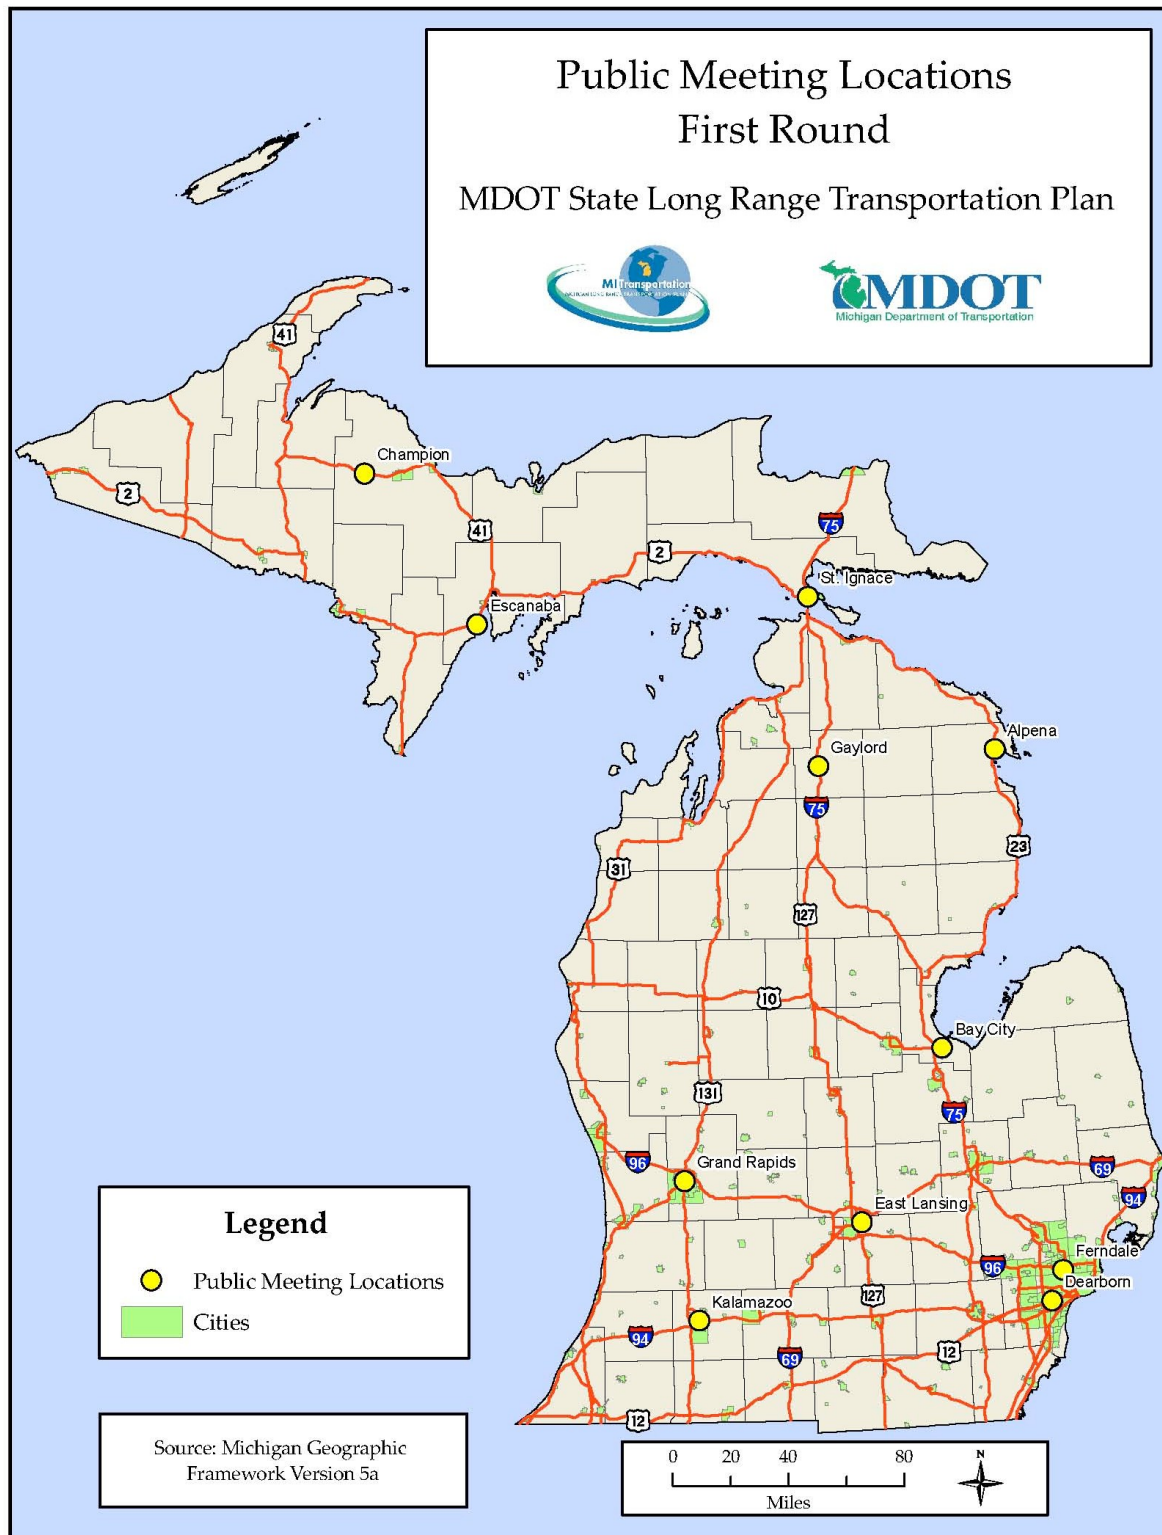 Public Meeting Locations
First Round
MDOT State Long Range Transportation Plan
MITransportation
MDOT
Michigan Department of Transportation
41
Champion
2
41
2
75
St. Ignace
Escanaba
Alpena
Gaylord
75
23
31
127
10
Bay City
131
75
96
Grand Rapids
69
94
East Lansing
Ferndale
96
Dearborn
127
Kalamazoo
94
12
69
12
Legend
Public Meeting Locations
Cities
Source: Michigan Geographic
Framework Version 5a
0 20 40 80
Miles
N